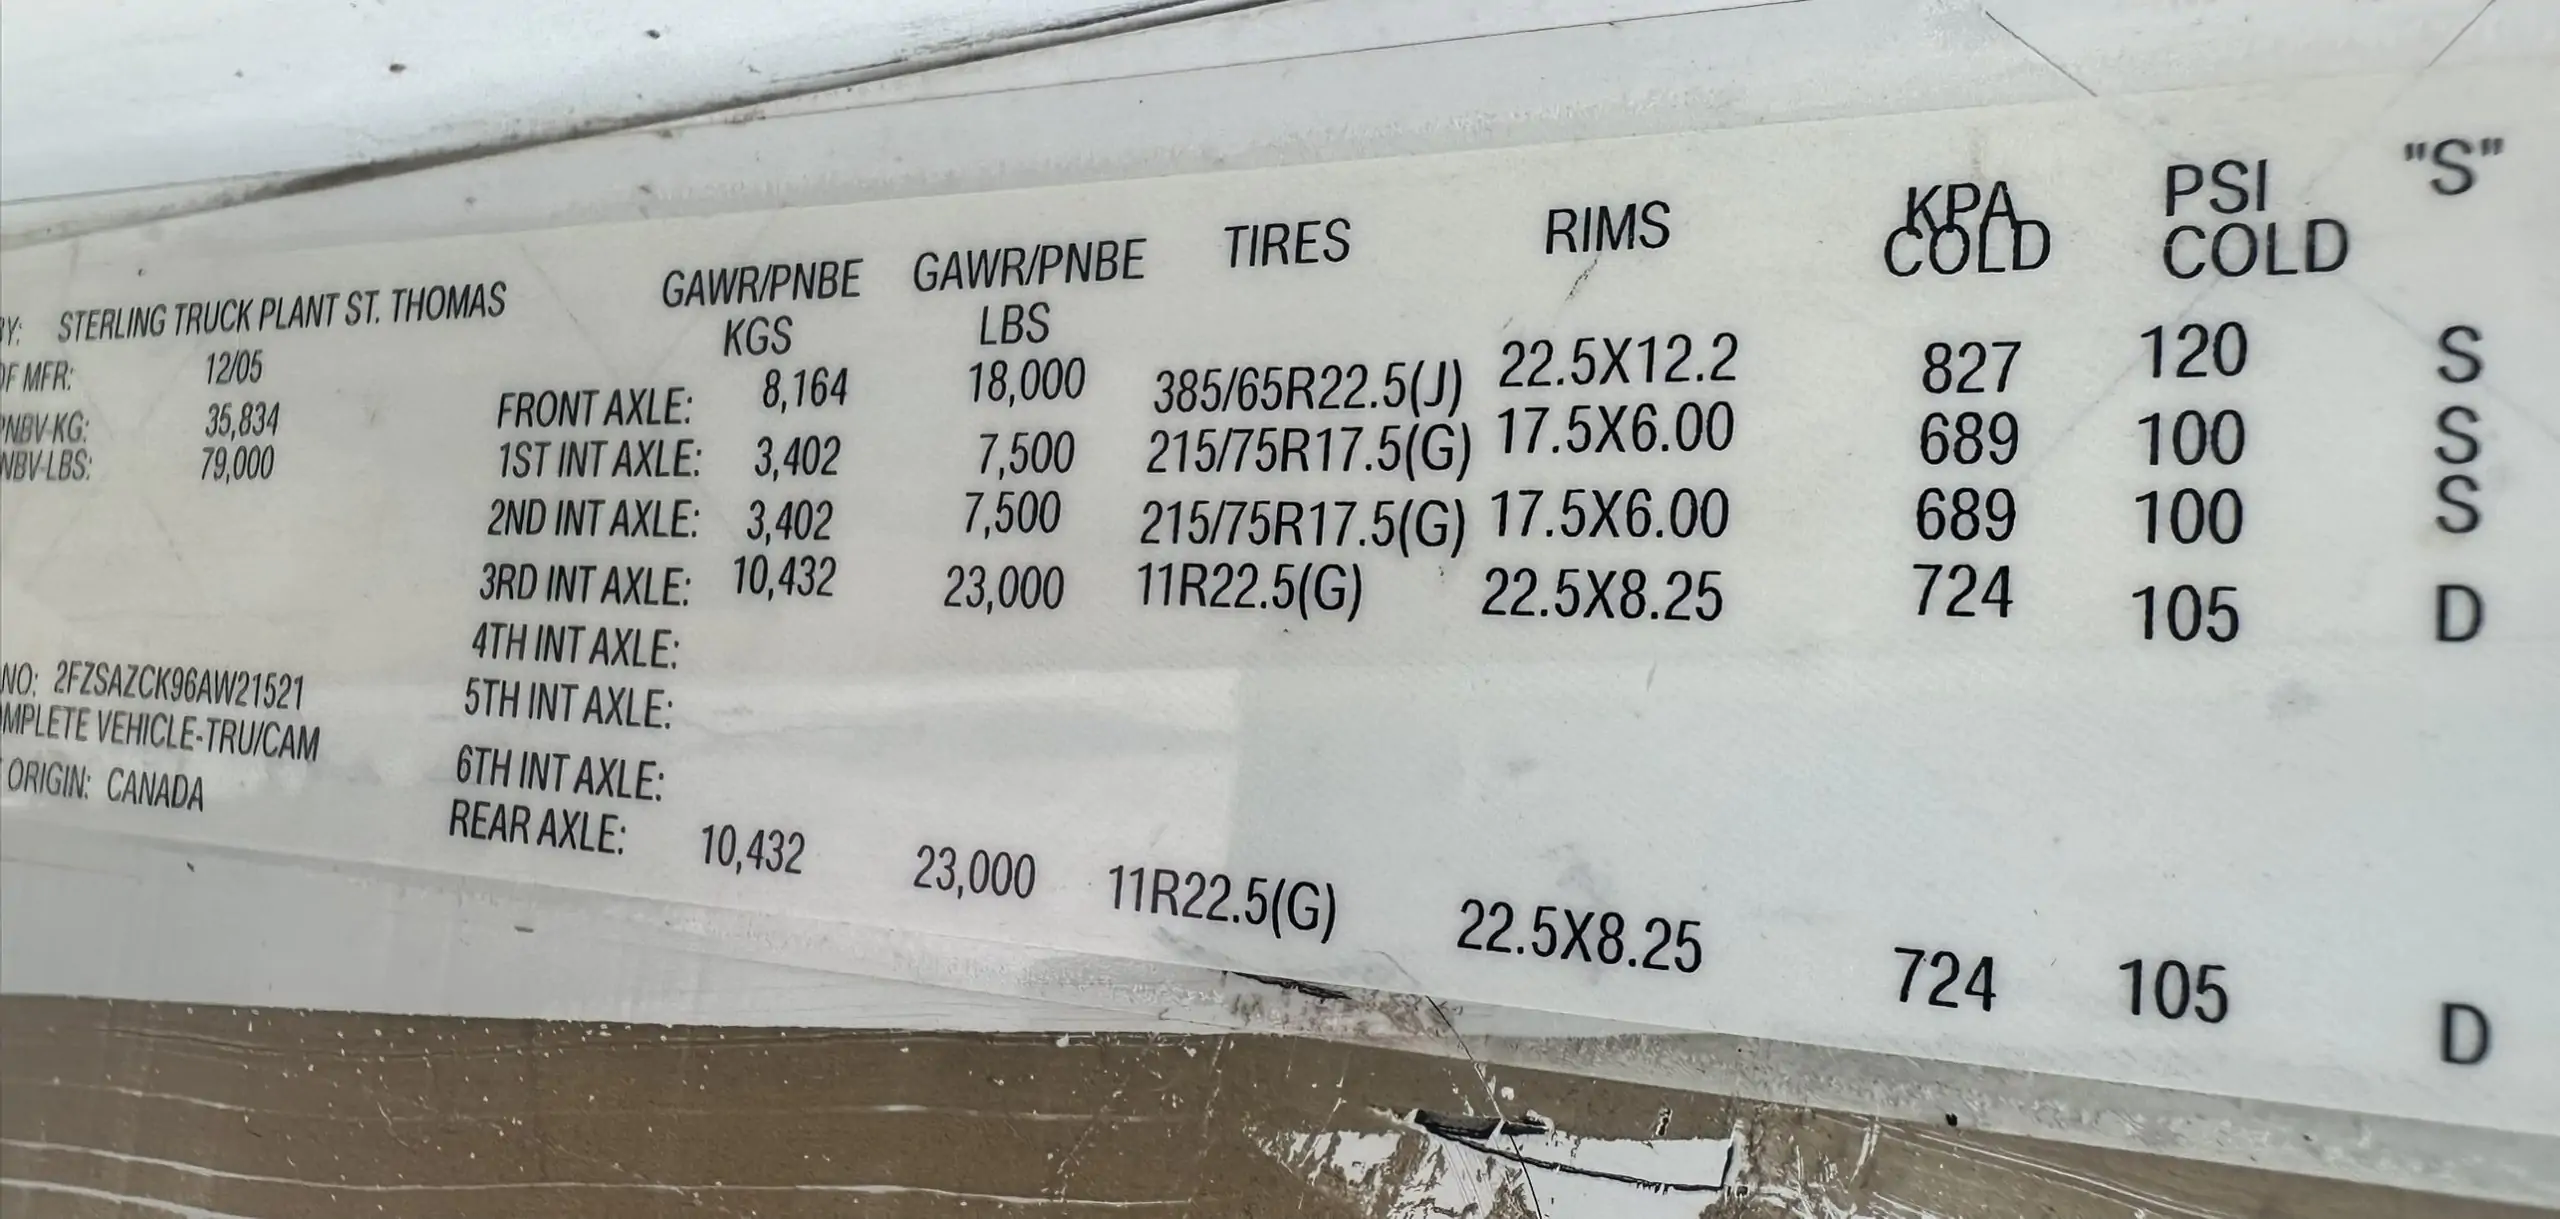 GAWR/PNBE KGS GAWR/PNBE LBS TIRES RIMS KPA COLD PSI COLD "S"
STERLING TRUCK PLANT ST. THOMAS
MFR: 12/05
KG: 35,834
LBS: 79,000
FRONT AXLE: 8,164 18,000 385/65R22.5(J) 22.5X12.2 827 120 S
1ST INT AXLE: 3,402 7,500 215/75R17.5(G) 17.5X6.00 689 100 S
2ND INT AXLE: 3,402 7,500 215/75R17.5(G) 17.5X6.00 689 100 S
3RD INT AXLE: 10,432 23,000 11R22.5(G) 22.5X8.25 724 105 D
4TH INT AXLE:
5TH INT AXLE:
6TH INT AXLE:
REAR AXLE: 10,432 23,000 11R22.5(G) 22.5X8.25 724 105 D
NO: 2FZSAZCK96AW21521
MPLETE VEHICLE-TRU/CAM
ORIGIN: CANADA